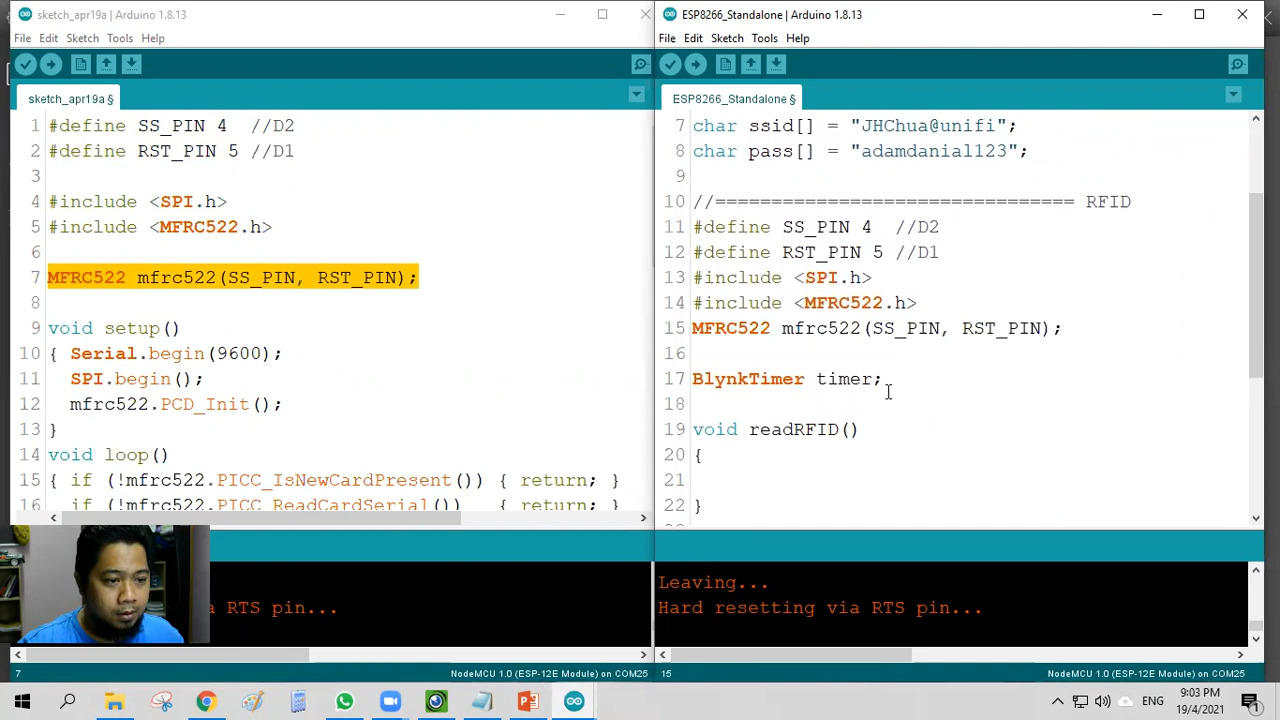 sketch_apr19a | Arduino 1.8.13
File Edit Sketch Tools Help
sketch_apr19a §
1 #define SS_PIN 4  //D2
2 #define RST_PIN 5 //D1
3
4 #include <SPI.h>
5 #include <MFRC522.h>
6
7 MFRC522 mfrc522(SS_PIN, RST_PIN);
8
9 void setup()
10 { Serial.begin(9600);
11 SPI.begin();
12 mfrc522.PCD_Init();
13 }
14 void loop()
15 { if (!mfrc522.PICC_IsNewCardPresent()) { return; }
16 if (!mfrc522.PICC_ReadCardSerial()) { return; }
a RTS pin...
7
NodeMCU 1.0 (ESP-12E Module) on COM25
ESP8266_Standalone | Arduino 1.8.13
File Edit Sketch Tools Help
ESP8266_Standalone §
7 char ssid[] = "JHChua@unifi";
8 char pass[] = "adamdanial123";
9
10 //================================ RFID
11 #define SS_PIN 4  //D2
12 #define RST_PIN 5 //D1
13 #include <SPI.h>
14 #include <MFRC522.h>
15 MFRC522 mfrc522(SS_PIN, RST_PIN);
16
17 BlynkTimer timer;
18
19 void readRFID()
20 {
21
22 }
Leaving...
Hard resetting via RTS pin...
15
NodeMCU 1.0 (ESP-12E Module) on COM25
ENG
9:03 PM
19/4/2021